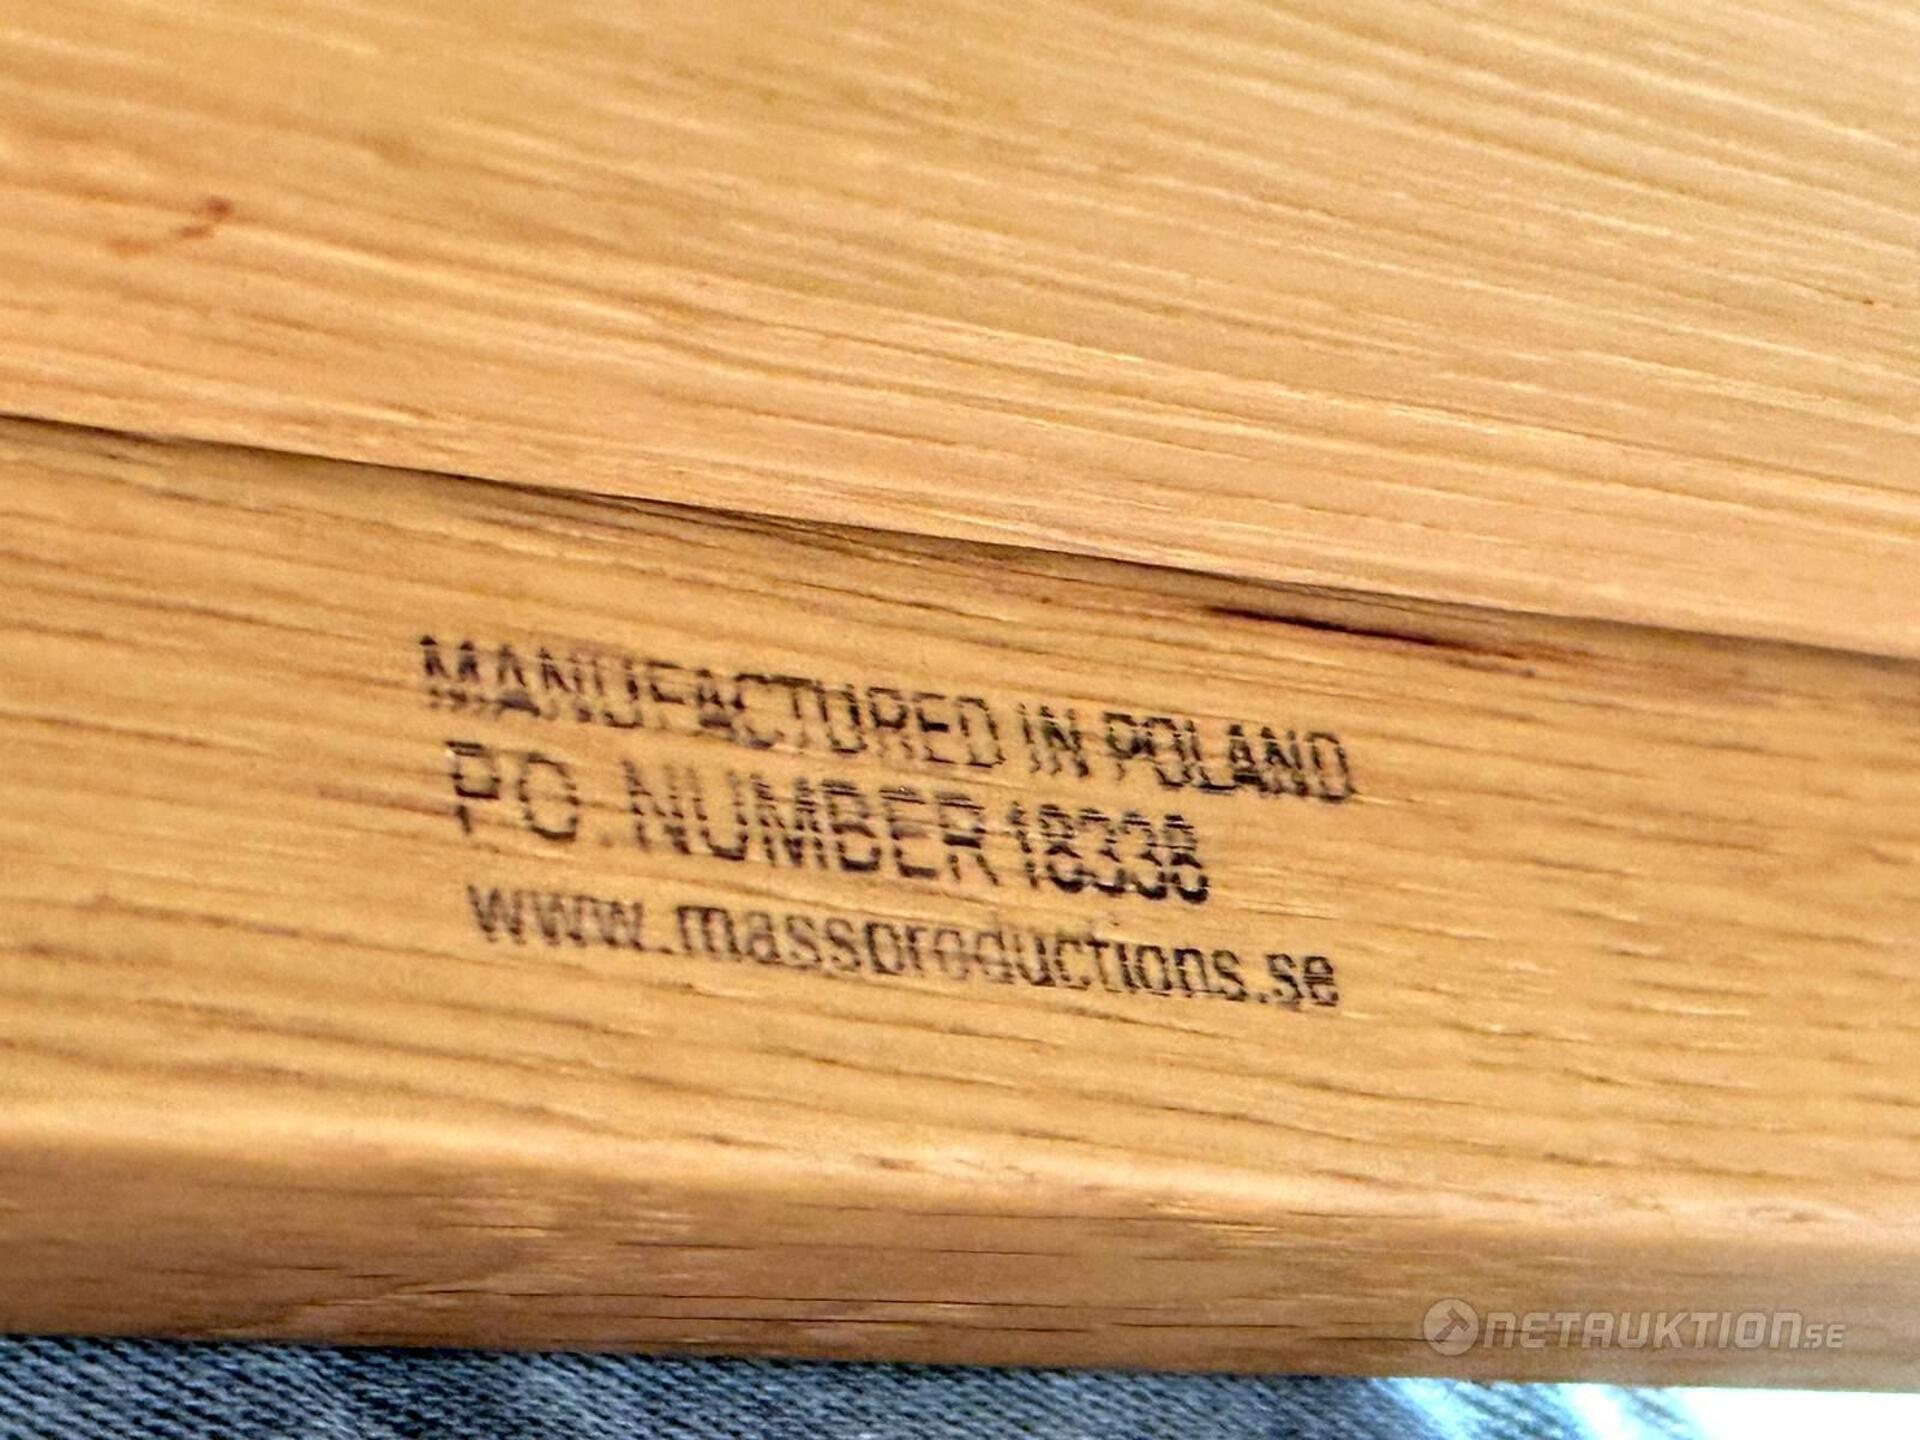 MANUFACTURED IN POLAND
PO.NUMBER 18338
www.massproductions.se
NETAUKTION.SE